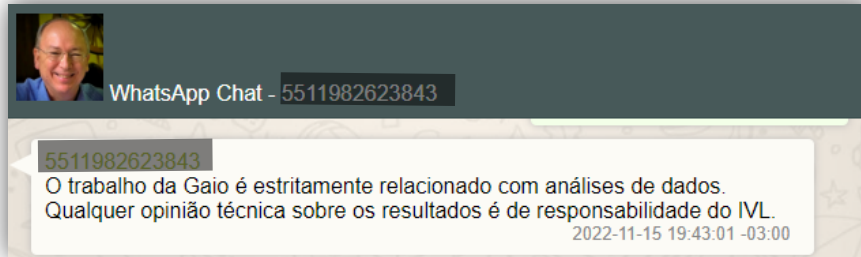 WhatsApp Chat - 5511982623843
5511982623843
O trabalho da Gaio é estritamente relacionado com análises de dados.
Qualquer opinião técnica sobre os resultados é de responsabilidade do IVL.
2022-11-15 19:43:01 -03:00